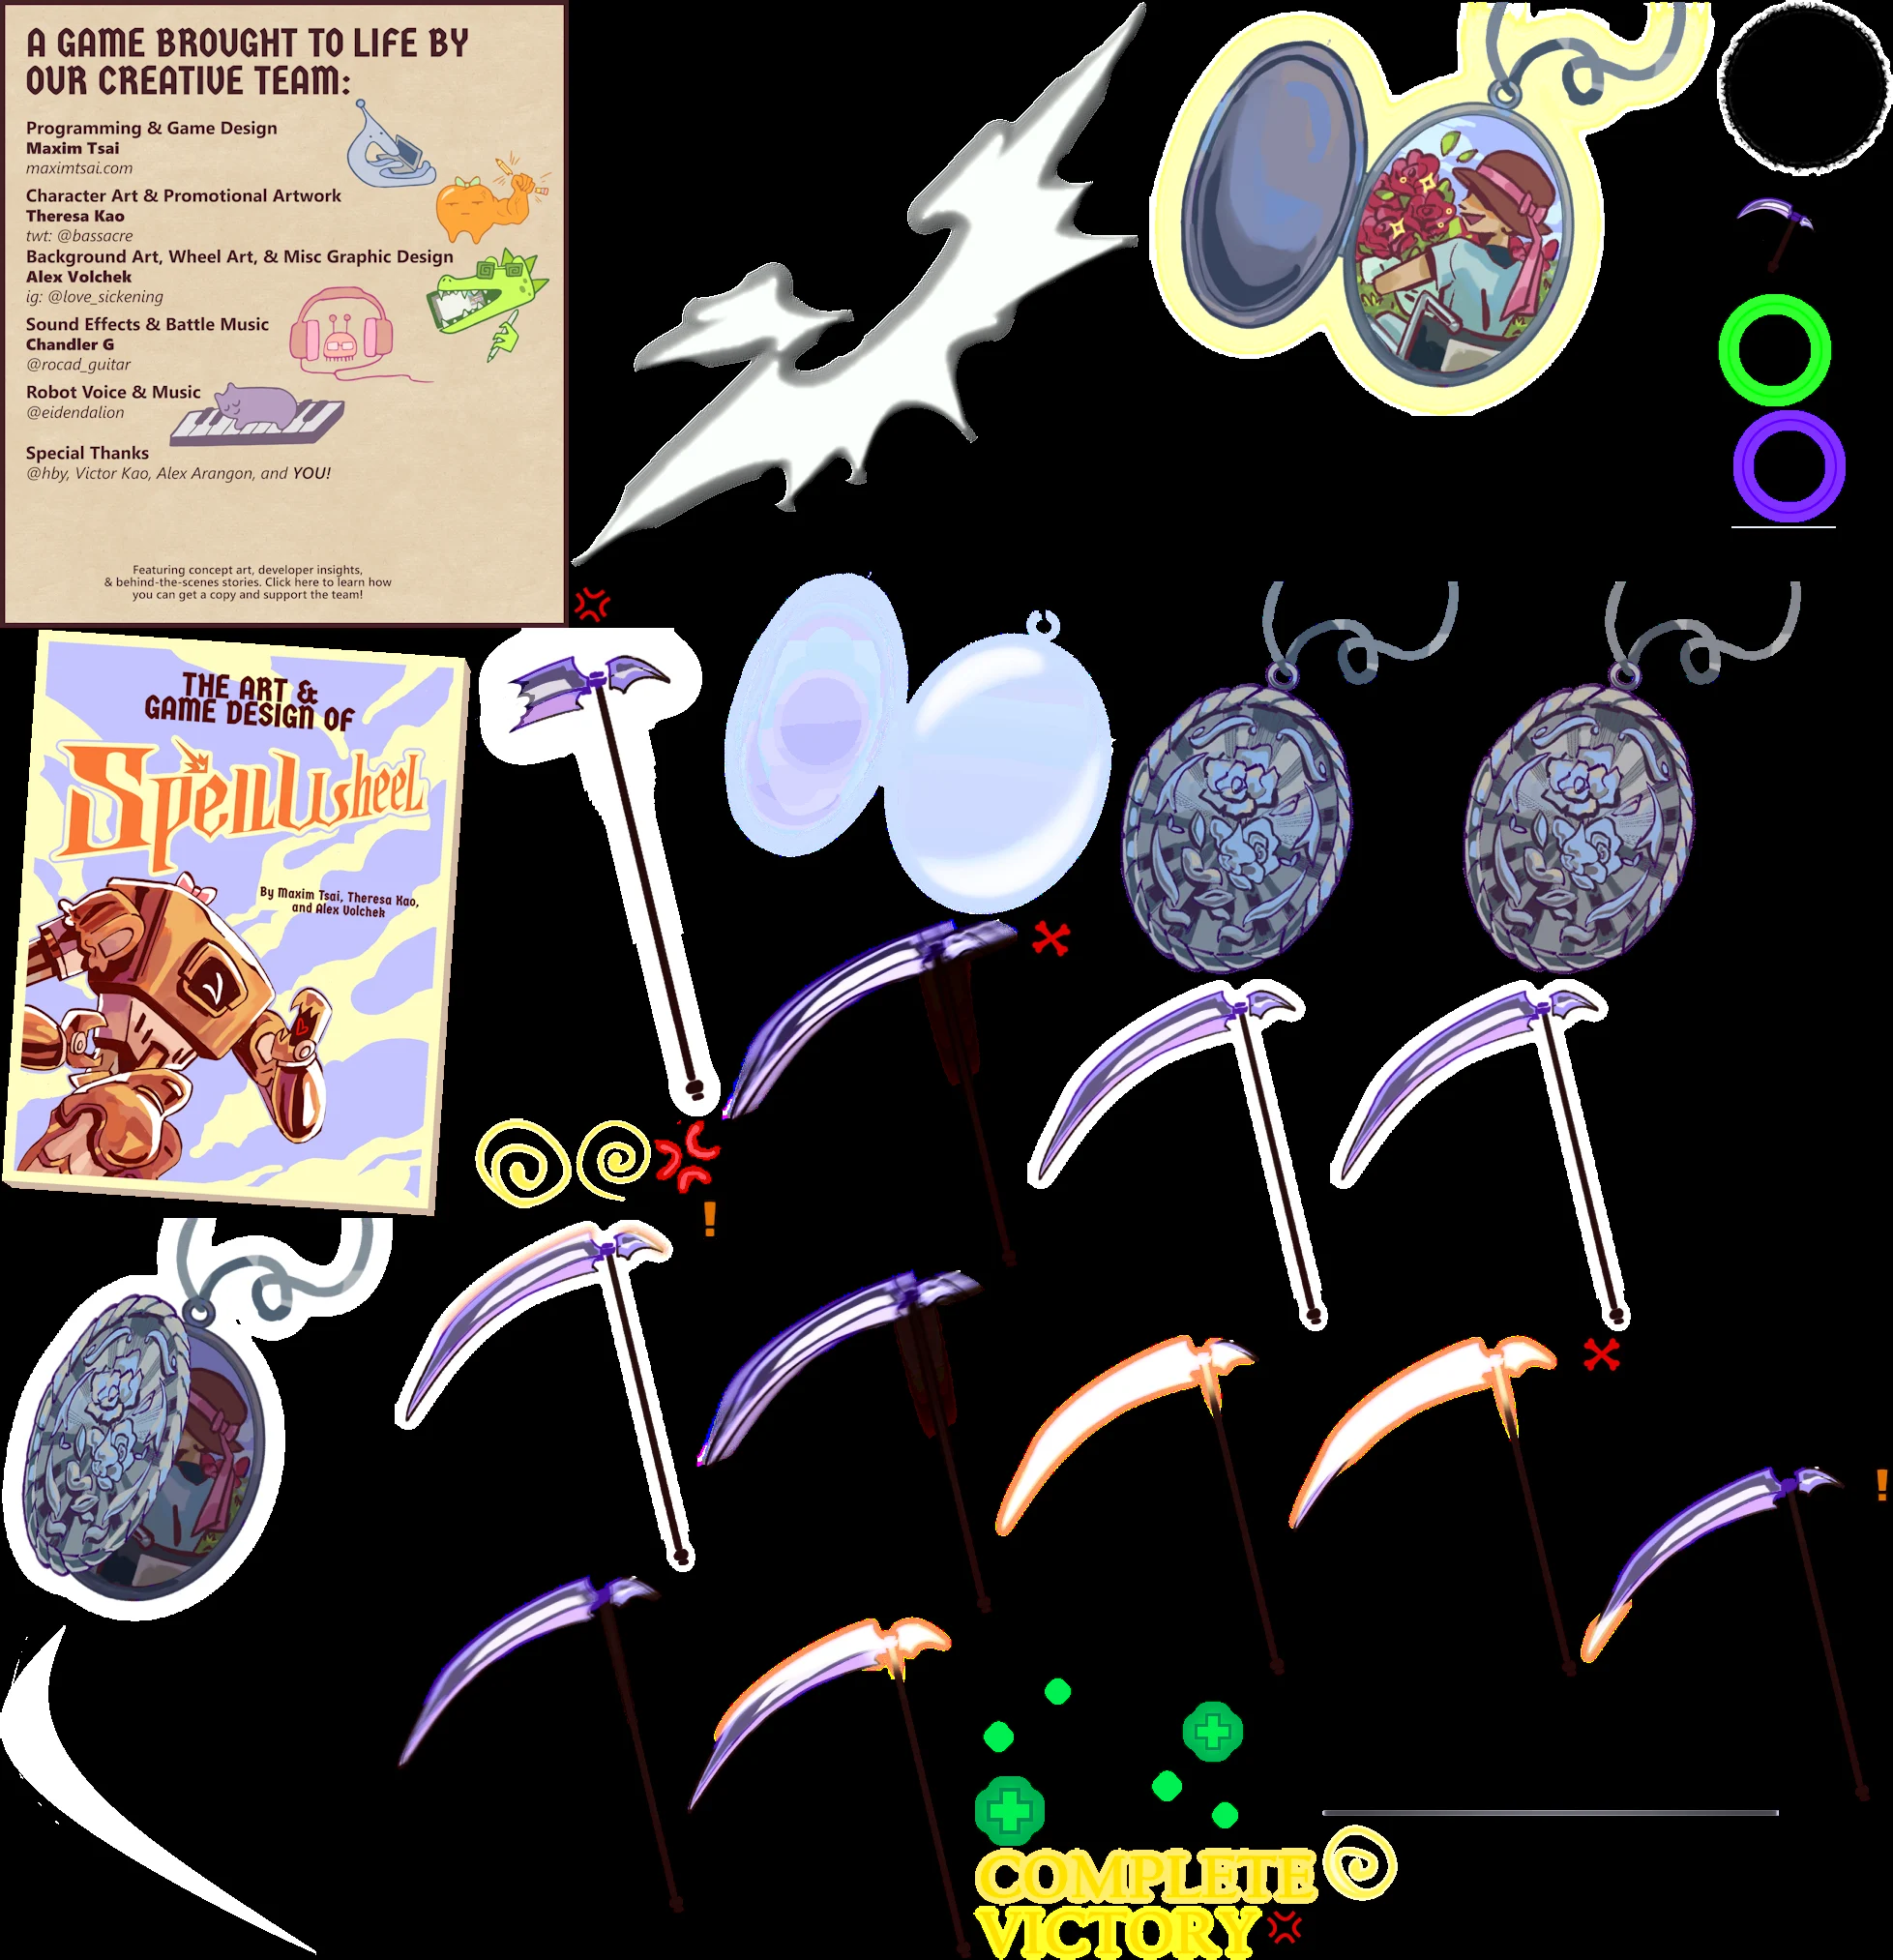 A GAME BROUGHT TO LIFE BY
OUR CREATIVE TEAM:
Programming & Game Design
Maxim Tsai
maximtsai.com
Character Art & Promotional Artwork
Theresa Kao
twt: @bassacre
Background Art, Wheel Art, & Misc Graphic Design
Alex Volchek
ig: @love_sickening
Sound Effects & Battle Music
Chandler G
@rocad_guitar
Robot Voice & Music
@eidendalion
Special Thanks
@hby, Victor Kao, Alex Arangon, and YOU!
Featuring concept art, developer insights,
& behind-the-scenes stories. Click here to learn how
you can get a copy and support the team!
THE ART &
GAME DESIGN OF
SpellWheel
By Maxim Tsai, Theresa Kao,
and Alex Volchek
!
!
COMPLETE
VICTORY